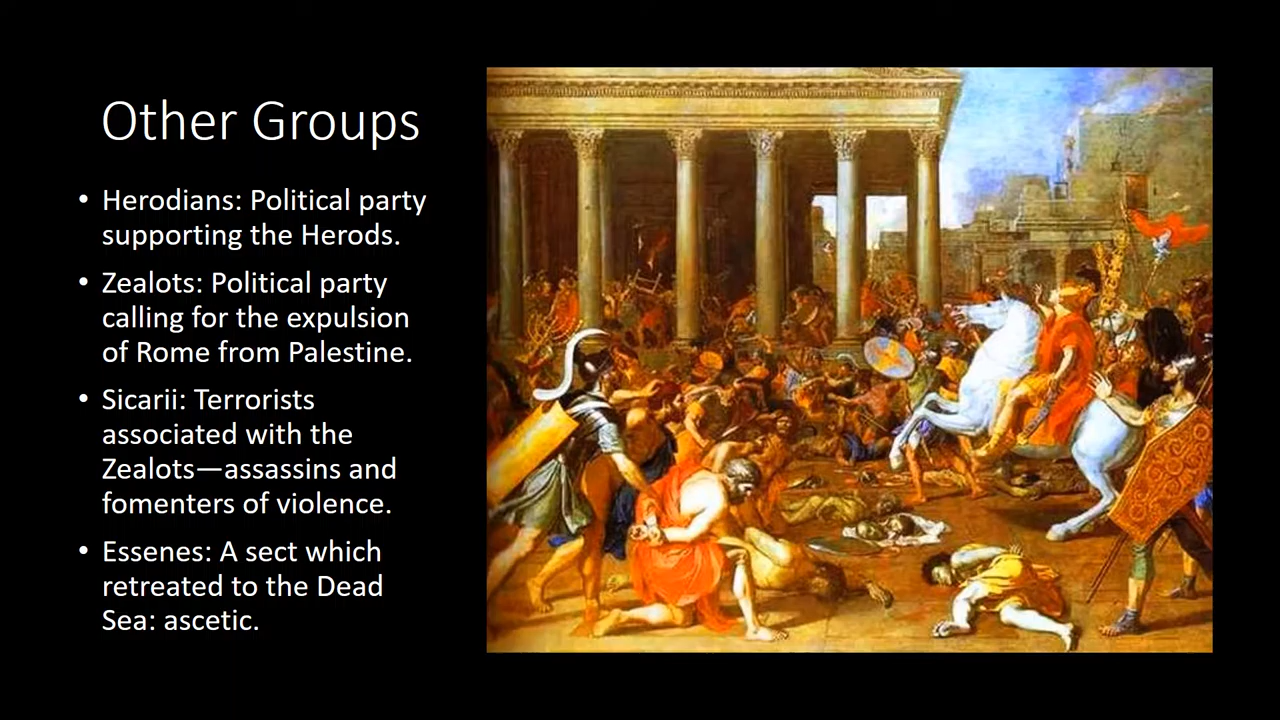 Other Groups
• Herodians: Political party
supporting the Herods.
• Zealots: Political party
calling for the expulsion
of Rome from Palestine.
• Sicarii: Terrorists
associated with the
Zealots—assassins and
fomenters of violence.
• Essenes: A sect which
retreated to the Dead
Sea: ascetic.